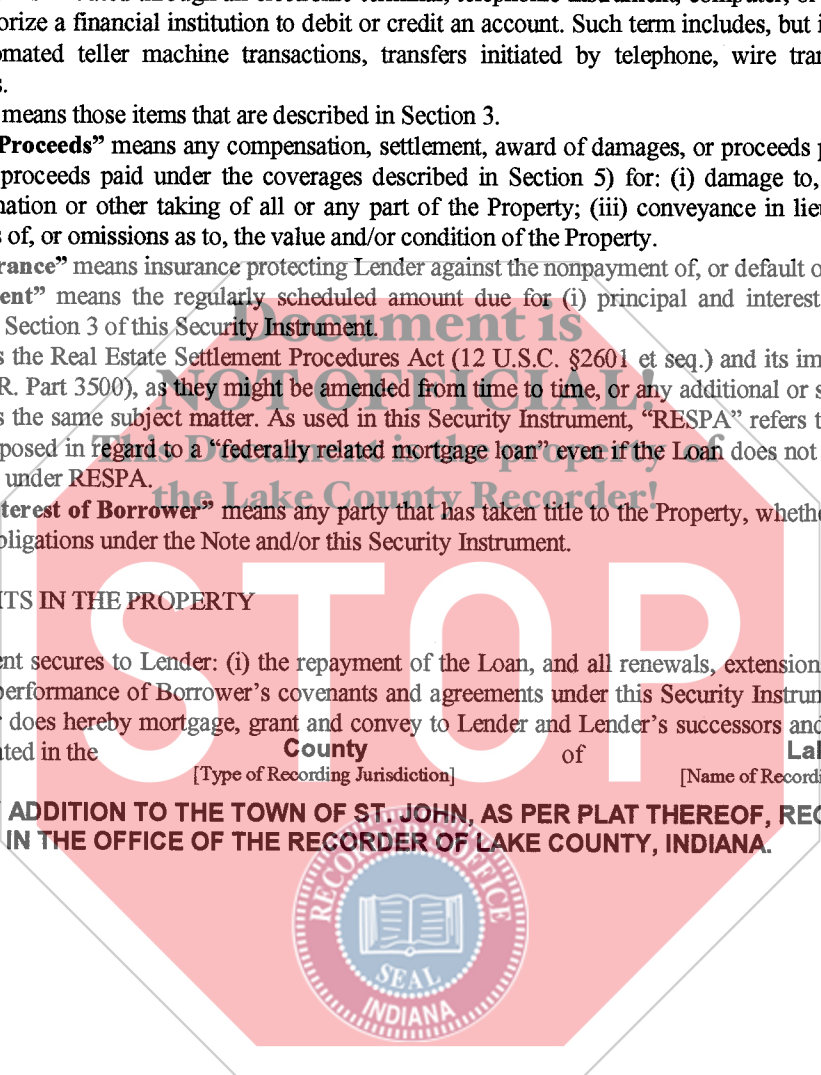 orize a financial institution to debit or credit an account. Such term includes, but i
omated teller machine transactions, transfers initiated by telephone, wire tran
s.
means those items that are described in Section 3.
Proceeds” means any compensation, settlement, award of damages, or proceeds p
proceeds paid under the coverages described in Section 5) for: (i) damage to,
nation or other taking of all or any part of the Property; (iii) conveyance in lieu
s of, or omissions as to, the value and/or condition of the Property.
rance” means insurance protecting Lender against the nonpayment of, or default o
ent” means the regularly scheduled amount due for (i) principal and interest
Section 3 of this Security Instrument.
Document is
s the Real Estate Settlement Procedures Act (12 U.S.C. §2601 et seq.) and its im
R. Part 3500), as they might be amended from time to time, or any additional or s
NOT OFFICIAL!
s the same subject matter. As used in this Security Instrument, “RESPA” refers t
posed in regard to a “federally related mortgage loan” even if the Loan does not
This Document is the property of
under RESPA.
the Lake County Recorder!
terest of Borrower” means any party that has taken title to the Property, whethe
bligations under the Note and/or this Security Instrument.
ITS IN THE PROPERTY
STOP
ent secures to Lender: (i) the repayment of the Loan, and all renewals, extension
performance of Borrower’s covenants and agreements under this Security Instrum
r does hereby mortgage, grant and convey to Lender and Lender’s successors and
ated in the County of Lal
[Type of Recording Jurisdiction] [Name of Recordi
ADDITION TO THE TOWN OF ST. JOHN, AS PER PLAT THEREOF, REC
IN THE OFFICE OF THE RECORDER OF LAKE COUNTY, INDIANA.
RECORDER'S OFFICE
SEAL
INDIANA